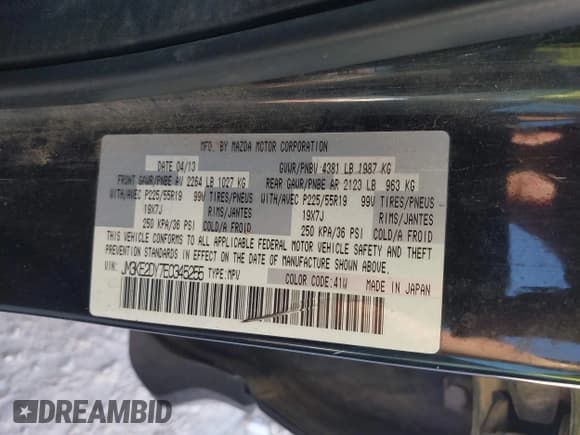 MFD. BY MAZDA MOTOR CORPORATION
DATE 04/13 GVWR/PNBV 4381 LB 1987 KG
FRONT GAWR/PNBE AV 2264 LB 1027 KG REAR GAWR/PNBE AR 2123 LB 963 KG
WITH/AVEC P225/55R19 99V TIRES/PNEUS WITH/AVEC P225/55R19 99V TIRES/PNEUS
19X7J RIMS/JANTES 19X7J RIMS/JANTES
250 KPA/36 PSI COLD/A FROID 250 KPA/36 PSI COLD/A FROID
THIS VEHICLE CONFORMS TO ALL APPLICABLE FEDERAL MOTOR VEHICLE SAFETY AND THEFT
PREVENTION STANDARDS IN EFFECT ON THE DATE OF MANUFACTURE SHOWN ABOVE.
VIN: JM3KE2DY7E0345255 TYPE:MPV COLOR CODE:41W MADE IN JAPAN
DREAMBID